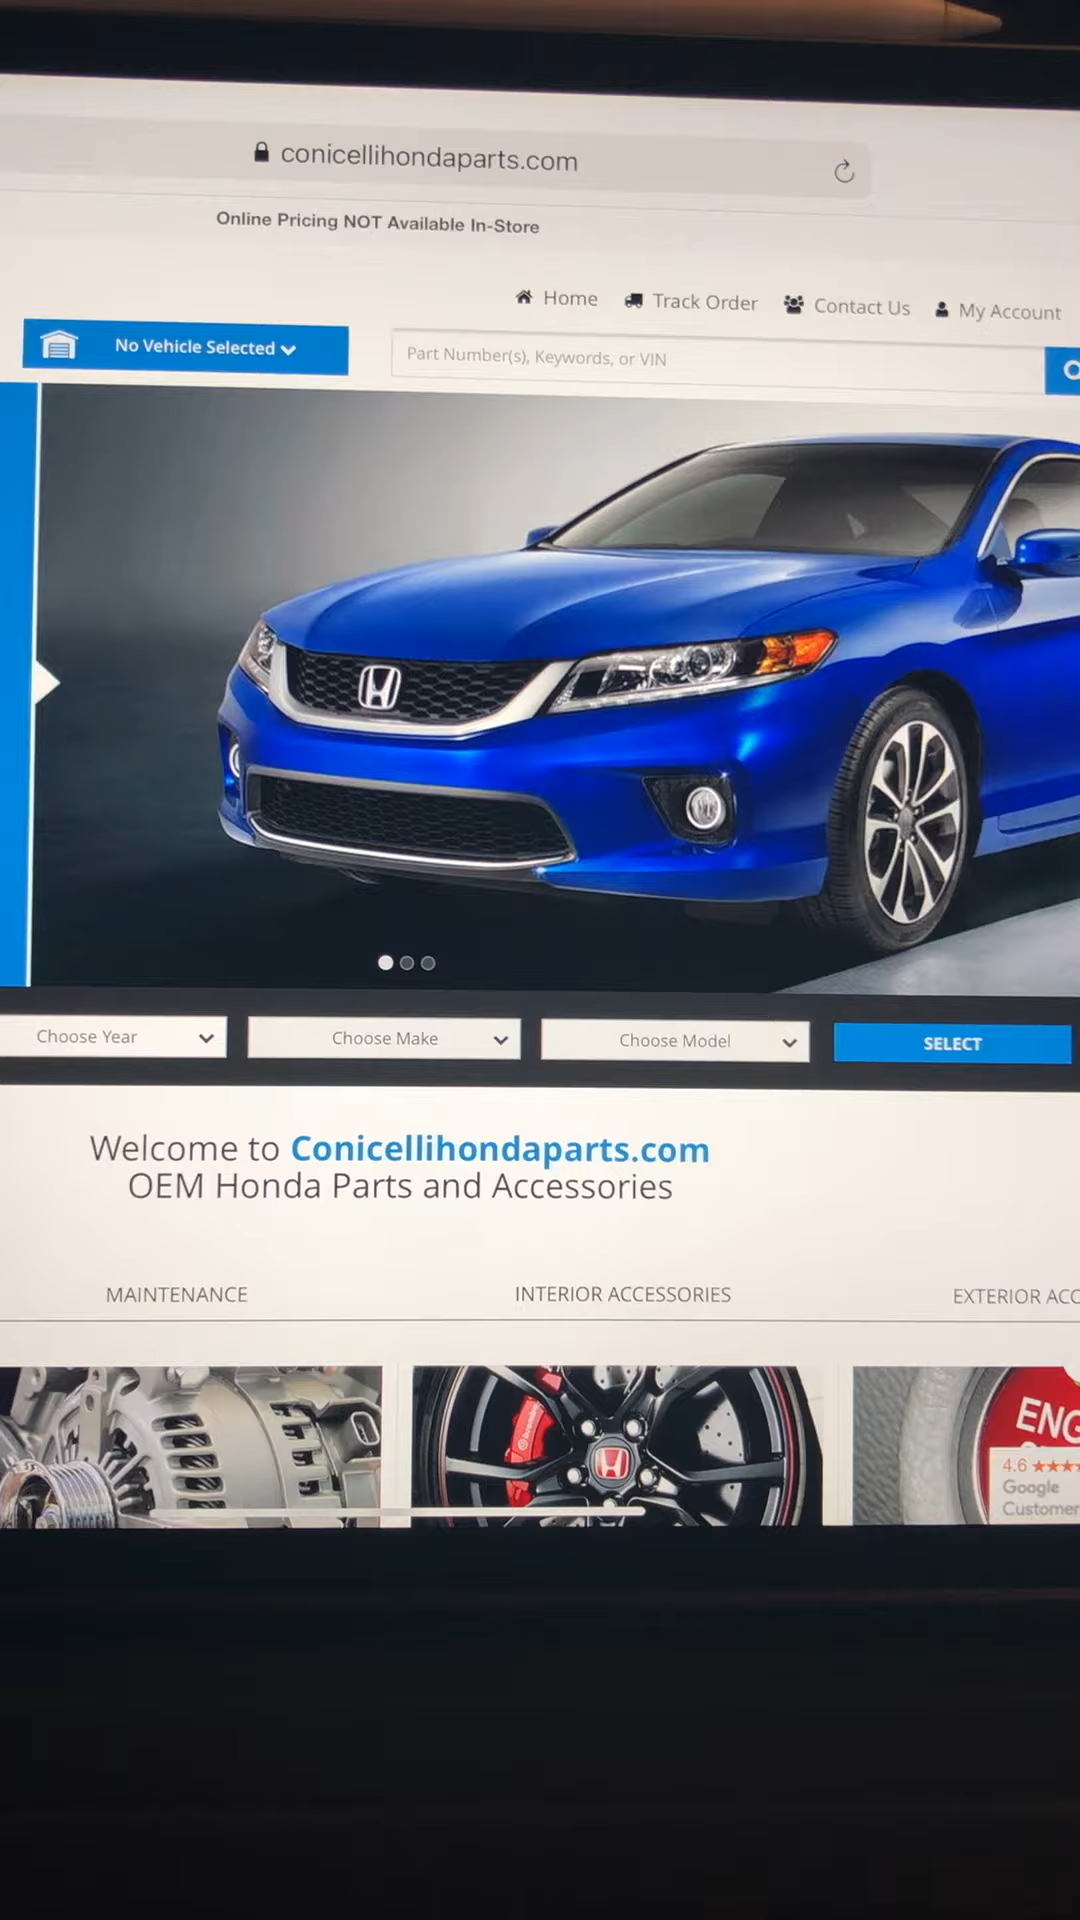 conicellihondaparts.com
Online Pricing NOT Available In-Store
Home Track Order Contact Us My Account
No Vehicle Selected
Part Number(s), Keywords, or VIN
Choose Year Choose Make Choose Model SELECT
Welcome to Conicellihondaparts.com
OEM Honda Parts and Accessories
MAINTENANCE INTERIOR ACCESSORIES EXTERIOR ACC
ENG
4.6
Google
Customer